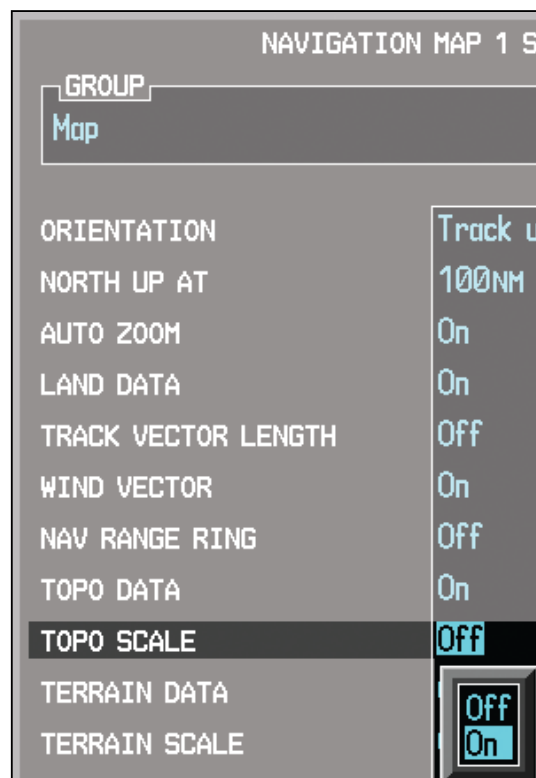 NAVIGATION MAP 1 S
GROUP
Map
ORIENTATION Track u
NORTH UP AT 100NM
AUTO ZOOM On
LAND DATA On
TRACK VECTOR LENGTH Off
WIND VECTOR On
NAV RANGE RING Off
TOPO DATA On
TOPO SCALE Off
TERRAIN DATA Off
TERRAIN SCALE On